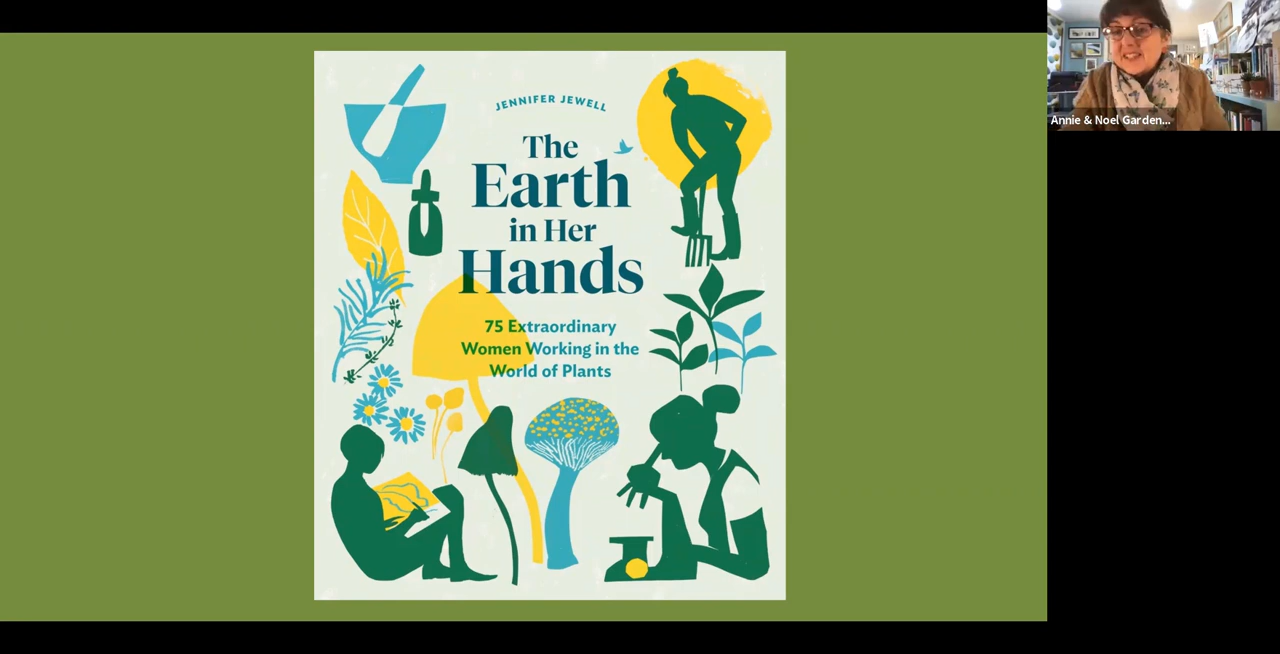 JENNIFER JEWELL
The
Earth
in Her
Hands
75 Extraordinary
Women Working in the
World of Plants
Annie & Noel Garden...